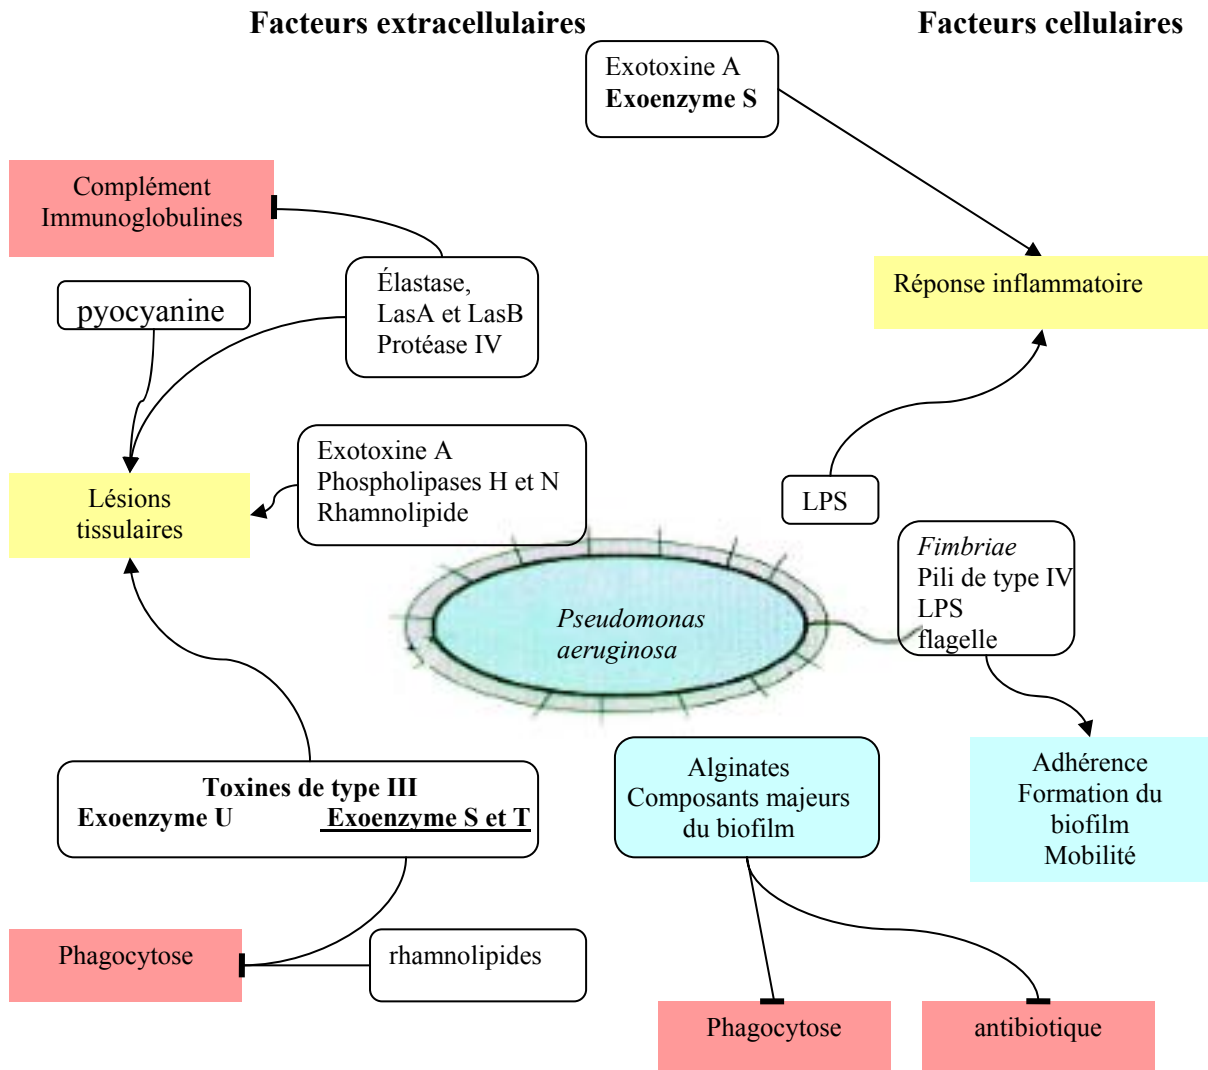 Facteurs extracellulaires
Facteurs cellulaires
Exotoxine A
Exoenzyme S
Complément
Immunoglobulines
Élastase,
LasA et LasB
Protéase IV
pyocyanine
Réponse inflammatoire
Exotoxine A
Phospholipases H et N
Rhamnolipide
Lésions
tissulaires
LPS
Fimbriae
Pili de type IV
LPS
flagelle
Pseudomonas
aeruginosa
Toxines de type III
Exoenzyme U Exoenzyme S et T
Alginates
Composants majeurs
du biofilm
Adhérence
Formation du
biofilm
Mobilité
Phagocytose
rhamnolipides
Phagocytose
antibiotique